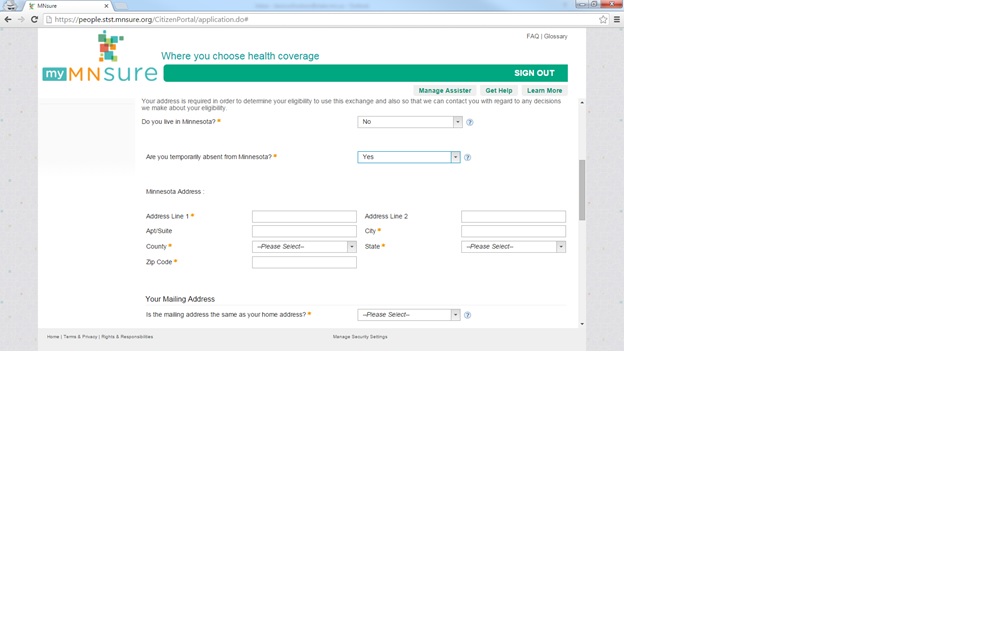 MNsure
https://people.stst.mnsure.org/CitizenPortal/application.do#
FAQ | Glossary
Where you choose health coverage
my MNsure
SIGN OUT
Manage Assister Get Help Learn More
Your address is required in order to determine your eligibility to use this exchange and also so that we can contact you with regard to any decisions
we make about your eligibility
Do you live in Minnesota? * No ?
Are you temporarily absent from Minnesota? * Yes ?
Minnesota Address :
Address Line 1 * Address Line 2
Apt/Suite City *
County * --Please Select-- State * --Please Select--
Zip Code *
Your Mailing Address
Is the mailing address the same as your home address? * --Please Select-- ?
Home | Terms & Privacy | Rights & Responsibilities Manage Security Settings